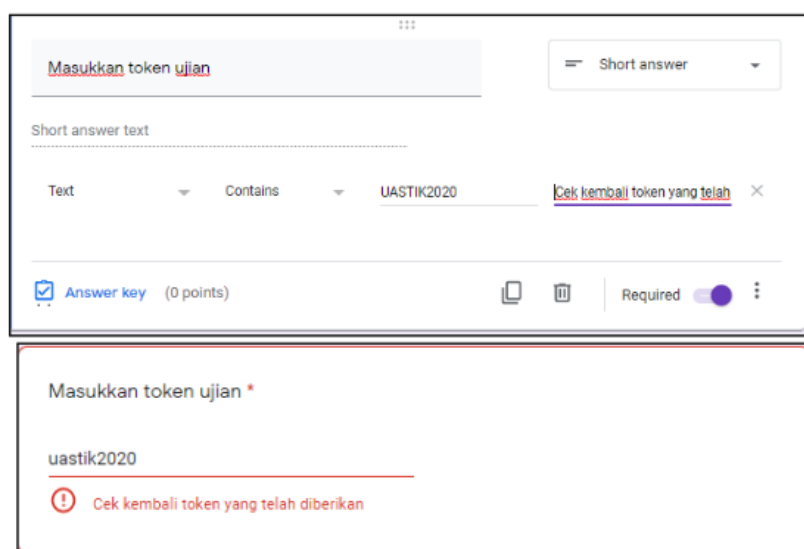 Masukkan token ujian
Short answer
Short answer text
Text Contains UASTIK2020 Cek kembali token yang telah
Answer key (0 points) Required
Masukkan token ujian *
uastik2020
Cek kembali token yang telah diberikan